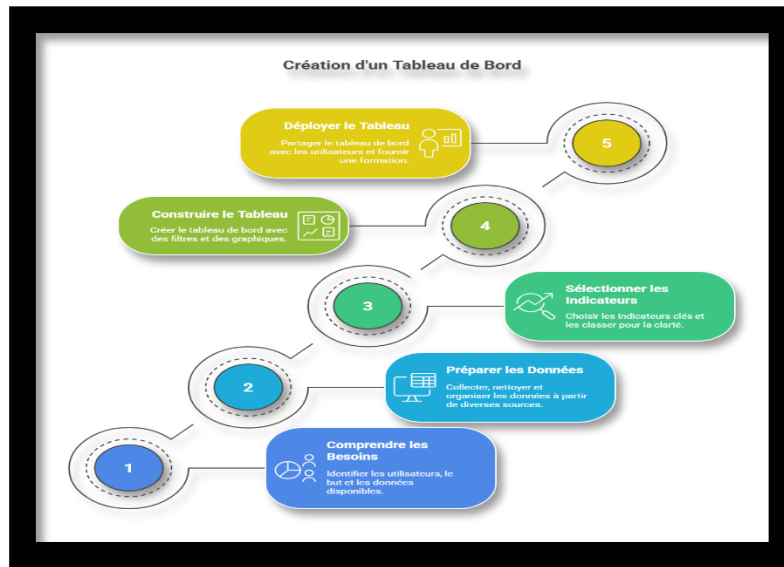 Création d'un Tableau de Bord
Déployer le Tableau
Partager le tableau de bord
avec les utilisateurs et fournir
une formation.
5
Construire le Tableau
Créer le tableau de bord avec
des filtres et des graphiques.
4
3
Sélectionner les
Indicateurs
Choisir les indicateurs clés et
les classer pour la clarté.
2
Préparer les Données
Collecter, nettoyer et
organiser les données à partir
de diverses sources.
1
Comprendre les
Besoins
Identifier les utilisateurs, le
but et les données
disponibles.